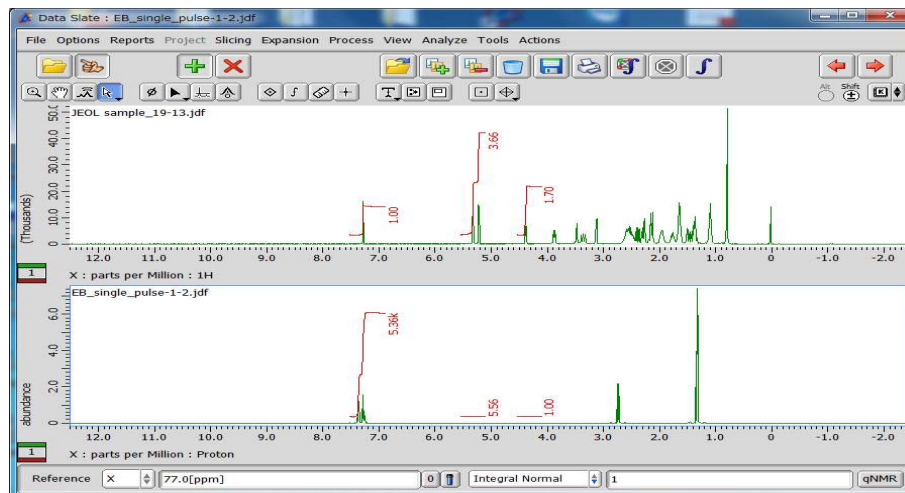 Data Slate : EB_single_pulse-1-2.jdf
File Options Reports Project Slicing Expansion Process View Analyze Tools Actions
Alt Shift
JEOL sample_19-13.jdf
50.0
40.0
30.0
20.0
10.0
0
(Thousands)
3.66
1.00
1.70
12.0 11.0 10.0 9.0 8.0 7.0 6.0 5.0 4.0 3.0 2.0 1.0 0 -1.0 -2.0
1 X : parts per Million : 1H
EB_single_pulse-1-2.jdf
6.0
4.0
2.0
0
abundance
5.36k
5.56
1.00
12.0 11.0 10.0 9.0 8.0 7.0 6.0 5.0 4.0 3.0 2.0 1.0 0 -1.0 -2.0
1 X : parts per Million : Proton
Reference X 77.0[ppm] 0 Integral Normal 1 qNMR